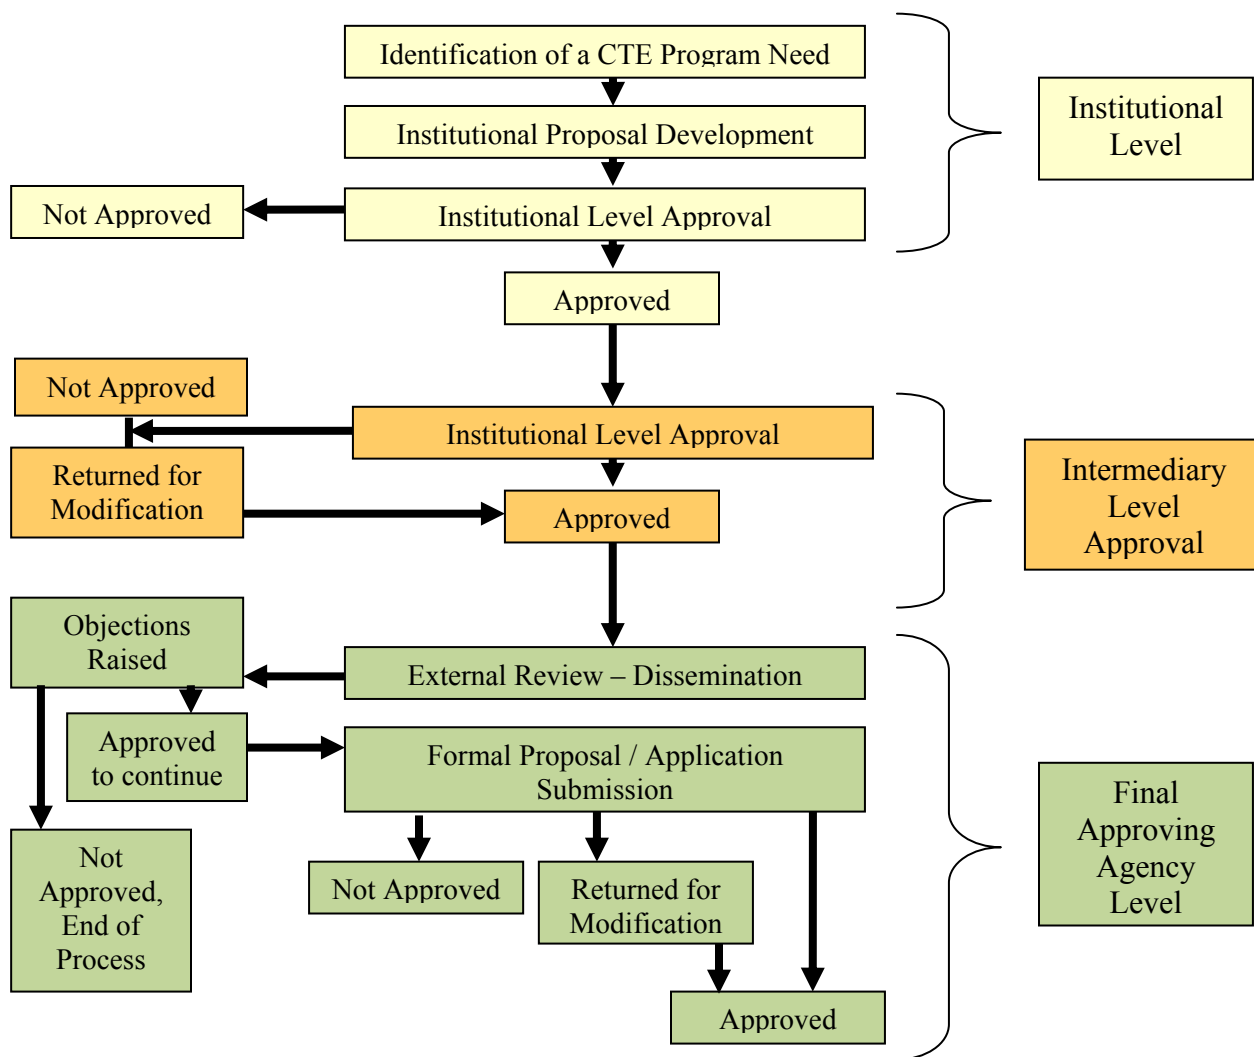 Identification of a CTE Program Need
Institutional Proposal Development
Institutional Level Approval
Not Approved
Approved
Institutional
Level
Not Approved
Institutional Level Approval
Returned for
Modification
Approved
Intermediary
Level
Approval
Objections
Raised
External Review – Dissemination
Approved
to continue
Formal Proposal / Application
Submission
Not
Approved,
End of
Process
Not Approved
Returned for
Modification
Approved
Final
Approving
Agency
Level